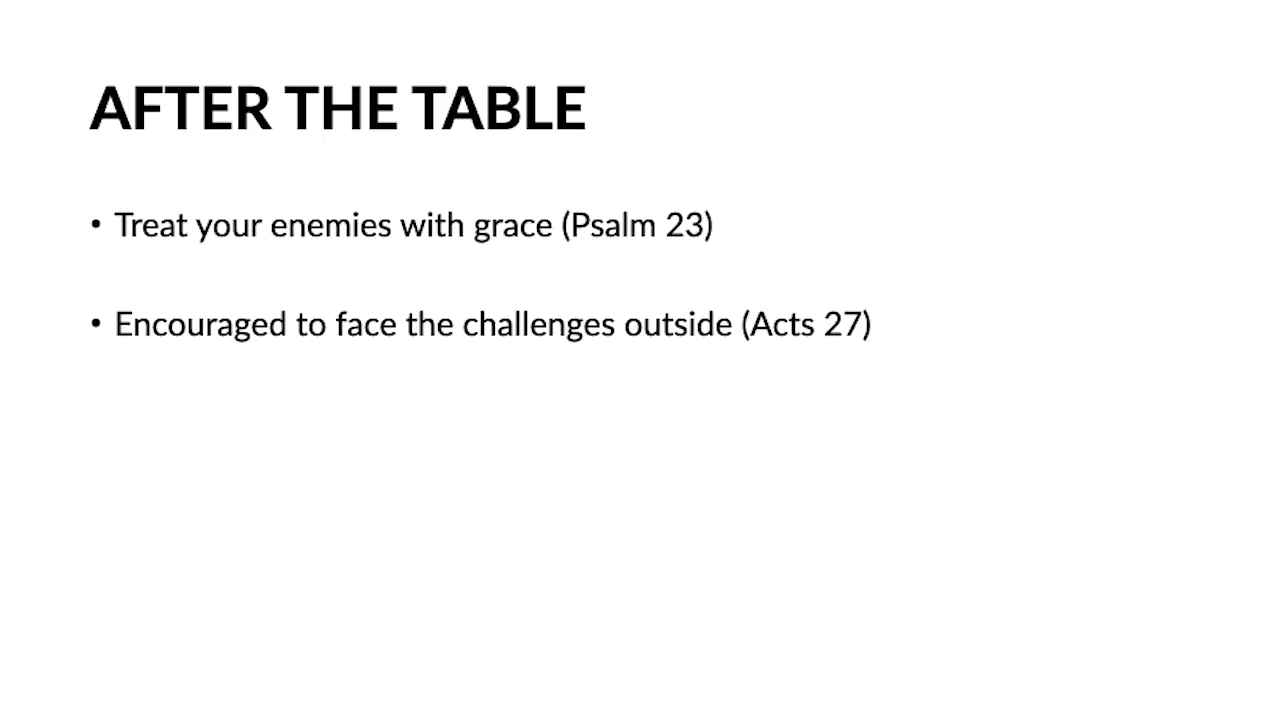 AFTER THE TABLE
• Treat your enemies with grace (Psalm 23)
• Encouraged to face the challenges outside (Acts 27)